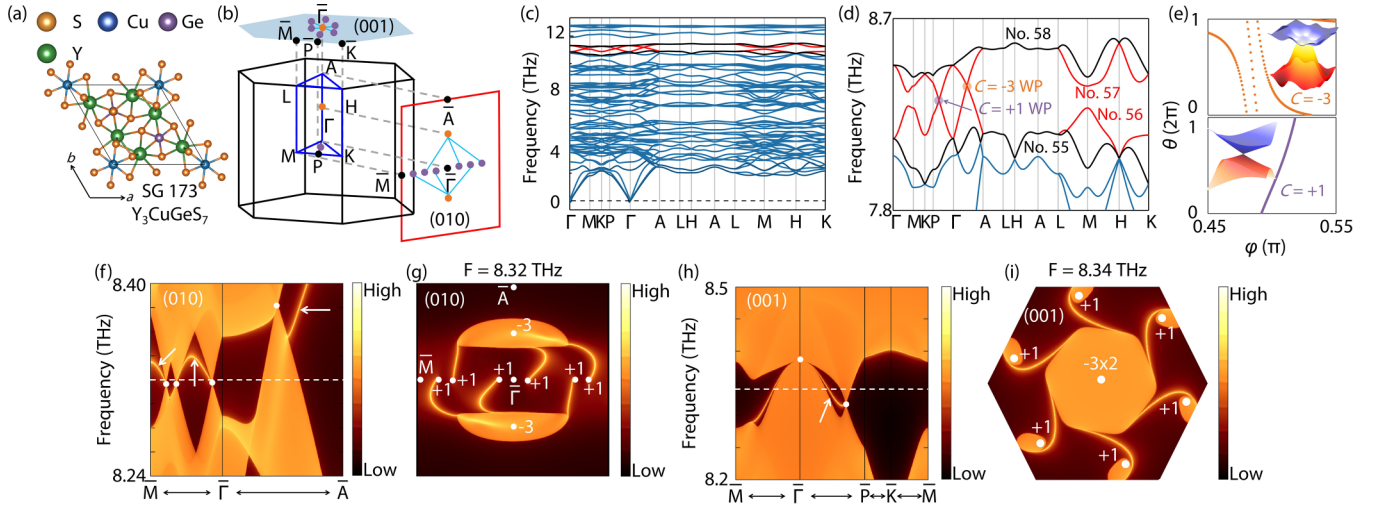 (a)
S Cu Ge
Y
b
a
SG 173
Y₃CuGeS₇
(b)
Γ̅
M̅ (001)
P̅ K̅
A
L
H
A̅
Γ
M
K̅
P
M̅
Γ̅
(010)
(c)
Frequency (THz)
12
8
4
0
Γ MKP Γ A LH A L M H K
(d)
Frequency (THz)
8.7
7.8
No. 58
C = -3 WP
No. 57
C = +1 WP
No. 56
No. 55
Γ MKP Γ A LH A L M H K
(e)
1
C = -3
0
θ (2π)
1
C = +1
0
0.45 0.55
φ (π)
(f)
Frequency (THz)
8.40
8.24
(010)
M̅ Γ̅ A̅
High
Low
(g) F = 8.32 THz
(010) A̅
-3
M̅ +1 +1 +1 +1 +1 +1
Γ̅
-3
High
Low
(h)
Frequency (THz)
8.5
8.2
(001)
M̅ Γ̅ P̅ K̅ M̅
High
Low
(i) F = 8.34 THz
(001)
+1
+1
+1
-3x2
+1
+1
+1
High
Low